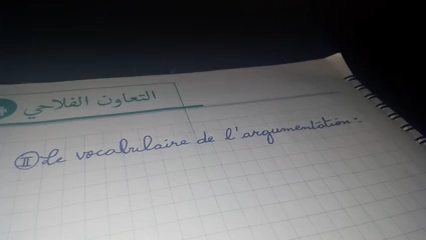 التعاون الفلاحي
II Le vocabulaire de l'argumentation :